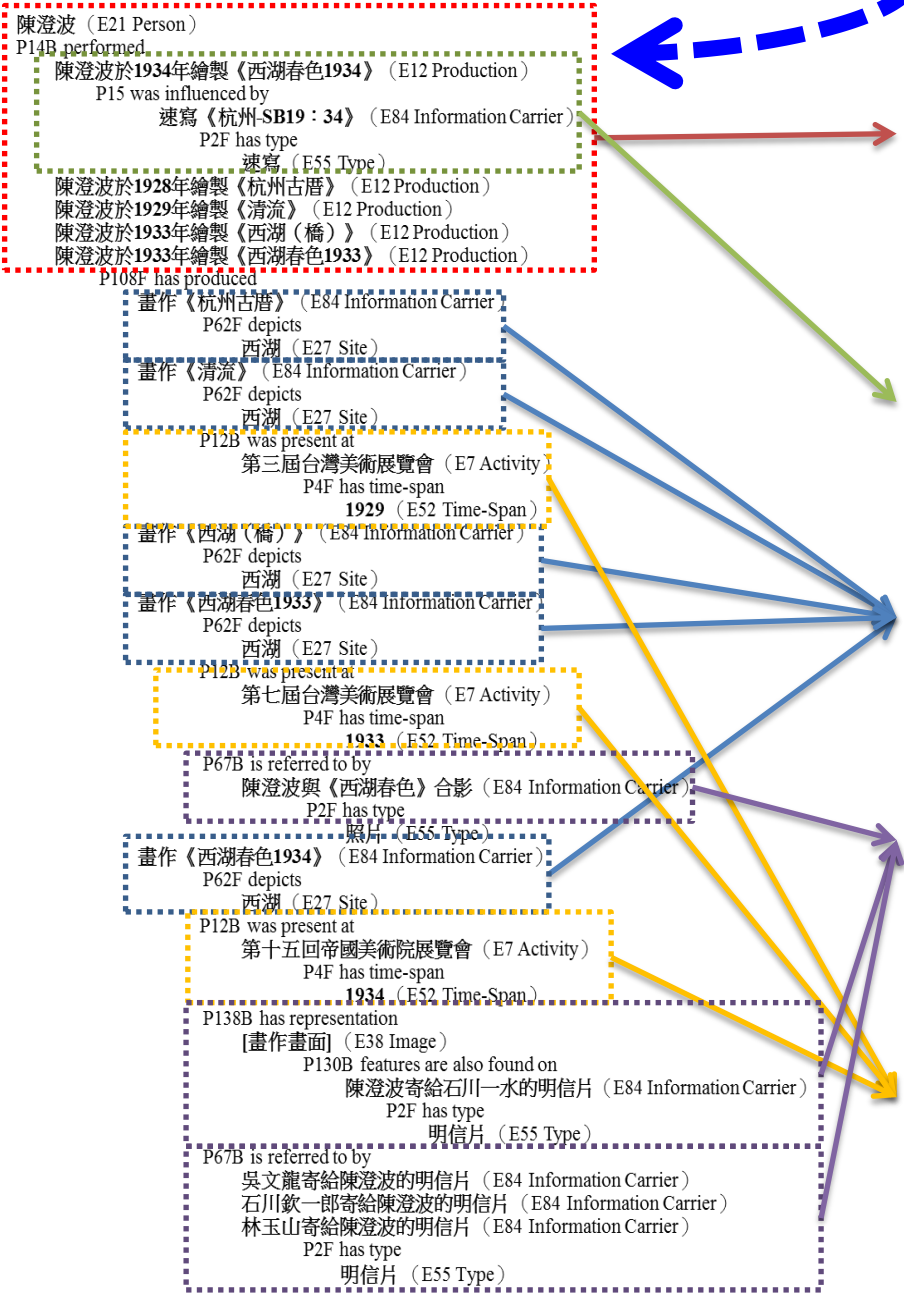 陳澄波（E21 Person）
P14B performed
陳澄波於1934年繪製《西湖春色1934》（E12 Production）
P15 was influenced by
速寫《杭州-SB19：34》（E84 Information Carrier）
P2F has type
速寫（E55 Type）
陳澄波於1928年繪製《杭州古厝》（E12 Production）
陳澄波於1929年繪製《清流》（E12 Production）
陳澄波於1933年繪製《西湖（橋）》（E12 Production）
陳澄波於1933年繪製《西湖春色1933》（E12 Production）
P108F has produced
畫作《杭州古厝》（E84 Information Carrier
P62F depicts
西湖（E27 Site）
畫作《清流》（E84 Information Carrier）
P62F depicts
西湖（E27 Site）
P12B was present at
第三屆台灣美術展覽會（E7 Activity）
P4F has time-span
1929（E52 Time-Span）
畫作《西湖（橋）》（E84 Information Carrier）
P62F depicts
西湖（E27 Site）
畫作《西湖春色1933》（E84 Information Carrier）
P62F depicts
西湖（E27 Site）
P12B was present at
第七屆台灣美術展覽會（E7 Activity）
P4F has time-span
1933（E52 Time-Span）
P67B is referred to by
陳澄波與《西湖春色》合影（E84 Information Carrier）
P2F has type
照片（E55 Type）
畫作《西湖春色1934》（E84 Information Carrier）
P62F depicts
西湖（E27 Site）
P12B was present at
第十五回帝國美術院展覽會（E7 Activity）
P4F has time-span
1934（E52 Time-Span）
P138B has representation
[畫作畫面]（E38 Image）
P130B features are also found on
陳澄波寄給石川一水的明信片（E84 Information Carrier）
P2F has type
明信片（E55 Type）
P67B is referred to by
吳文龍寄給陳澄波的明信片（E84 Information Carrier）
石川欽一郎寄給陳澄波的明信片（E84 Information Carrier）
林玉山寄給陳澄波的明信片（E84 Information Carrier）
P2F has type
明信片（E55 Type）